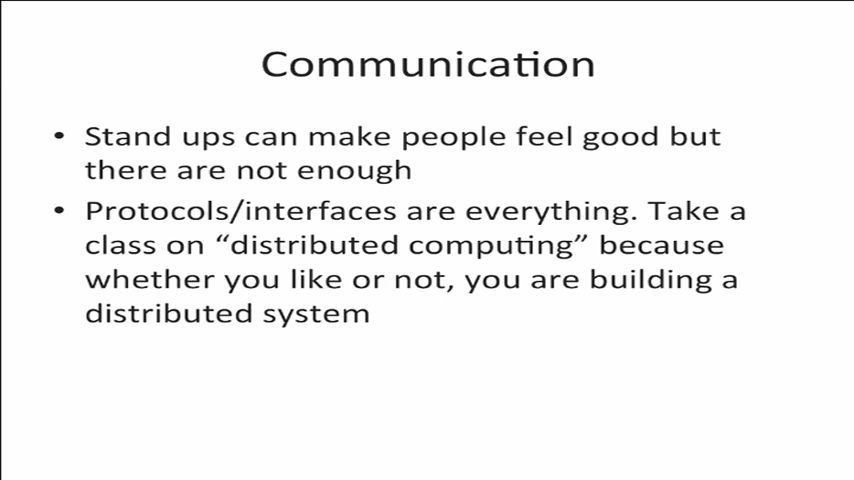 Communication
• Stand ups can make people feel good but
there are not enough
• Protocols/interfaces are everything. Take a
class on “distributed computing” because
whether you like or not, you are building a
distributed system